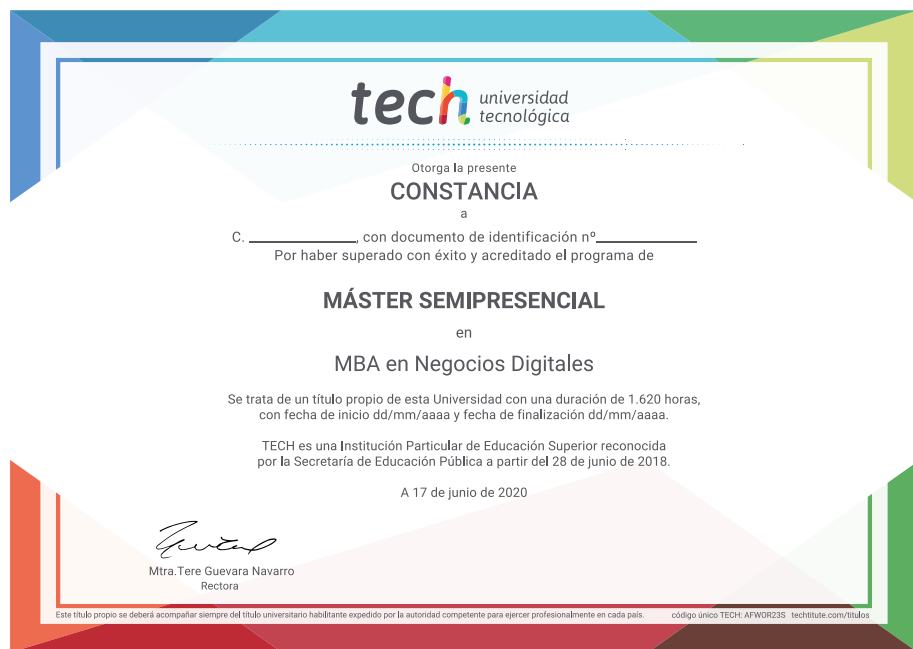 tech universidad
tecnológica
Otorga la presente
CONSTANCIA
a
C. ______________, con documento de identificación nº______________
Por haber superado con éxito y acreditado el programa de
MÁSTER SEMIPRESENCIAL
en
MBA en Negocios Digitales
Se trata de un título propio de esta Universidad con una duración de 1.620 horas,
con fecha de inicio dd/mm/aaaa y fecha de finalización dd/mm/aaaa.
TECH es una Institución Particular de Educación Superior reconocida
por la Secretaría de Educación Pública a partir del 28 de junio de 2018.
A 17 de junio de 2020
Mtra.Tere Guevara Navarro
Rectora
Este título propio se deberá acompañar siempre del título universitario habilitante expedido por la autoridad competente para ejercer profesionalmente en cada país. código único TECH: AFWOR23S techtitute.com/titulos